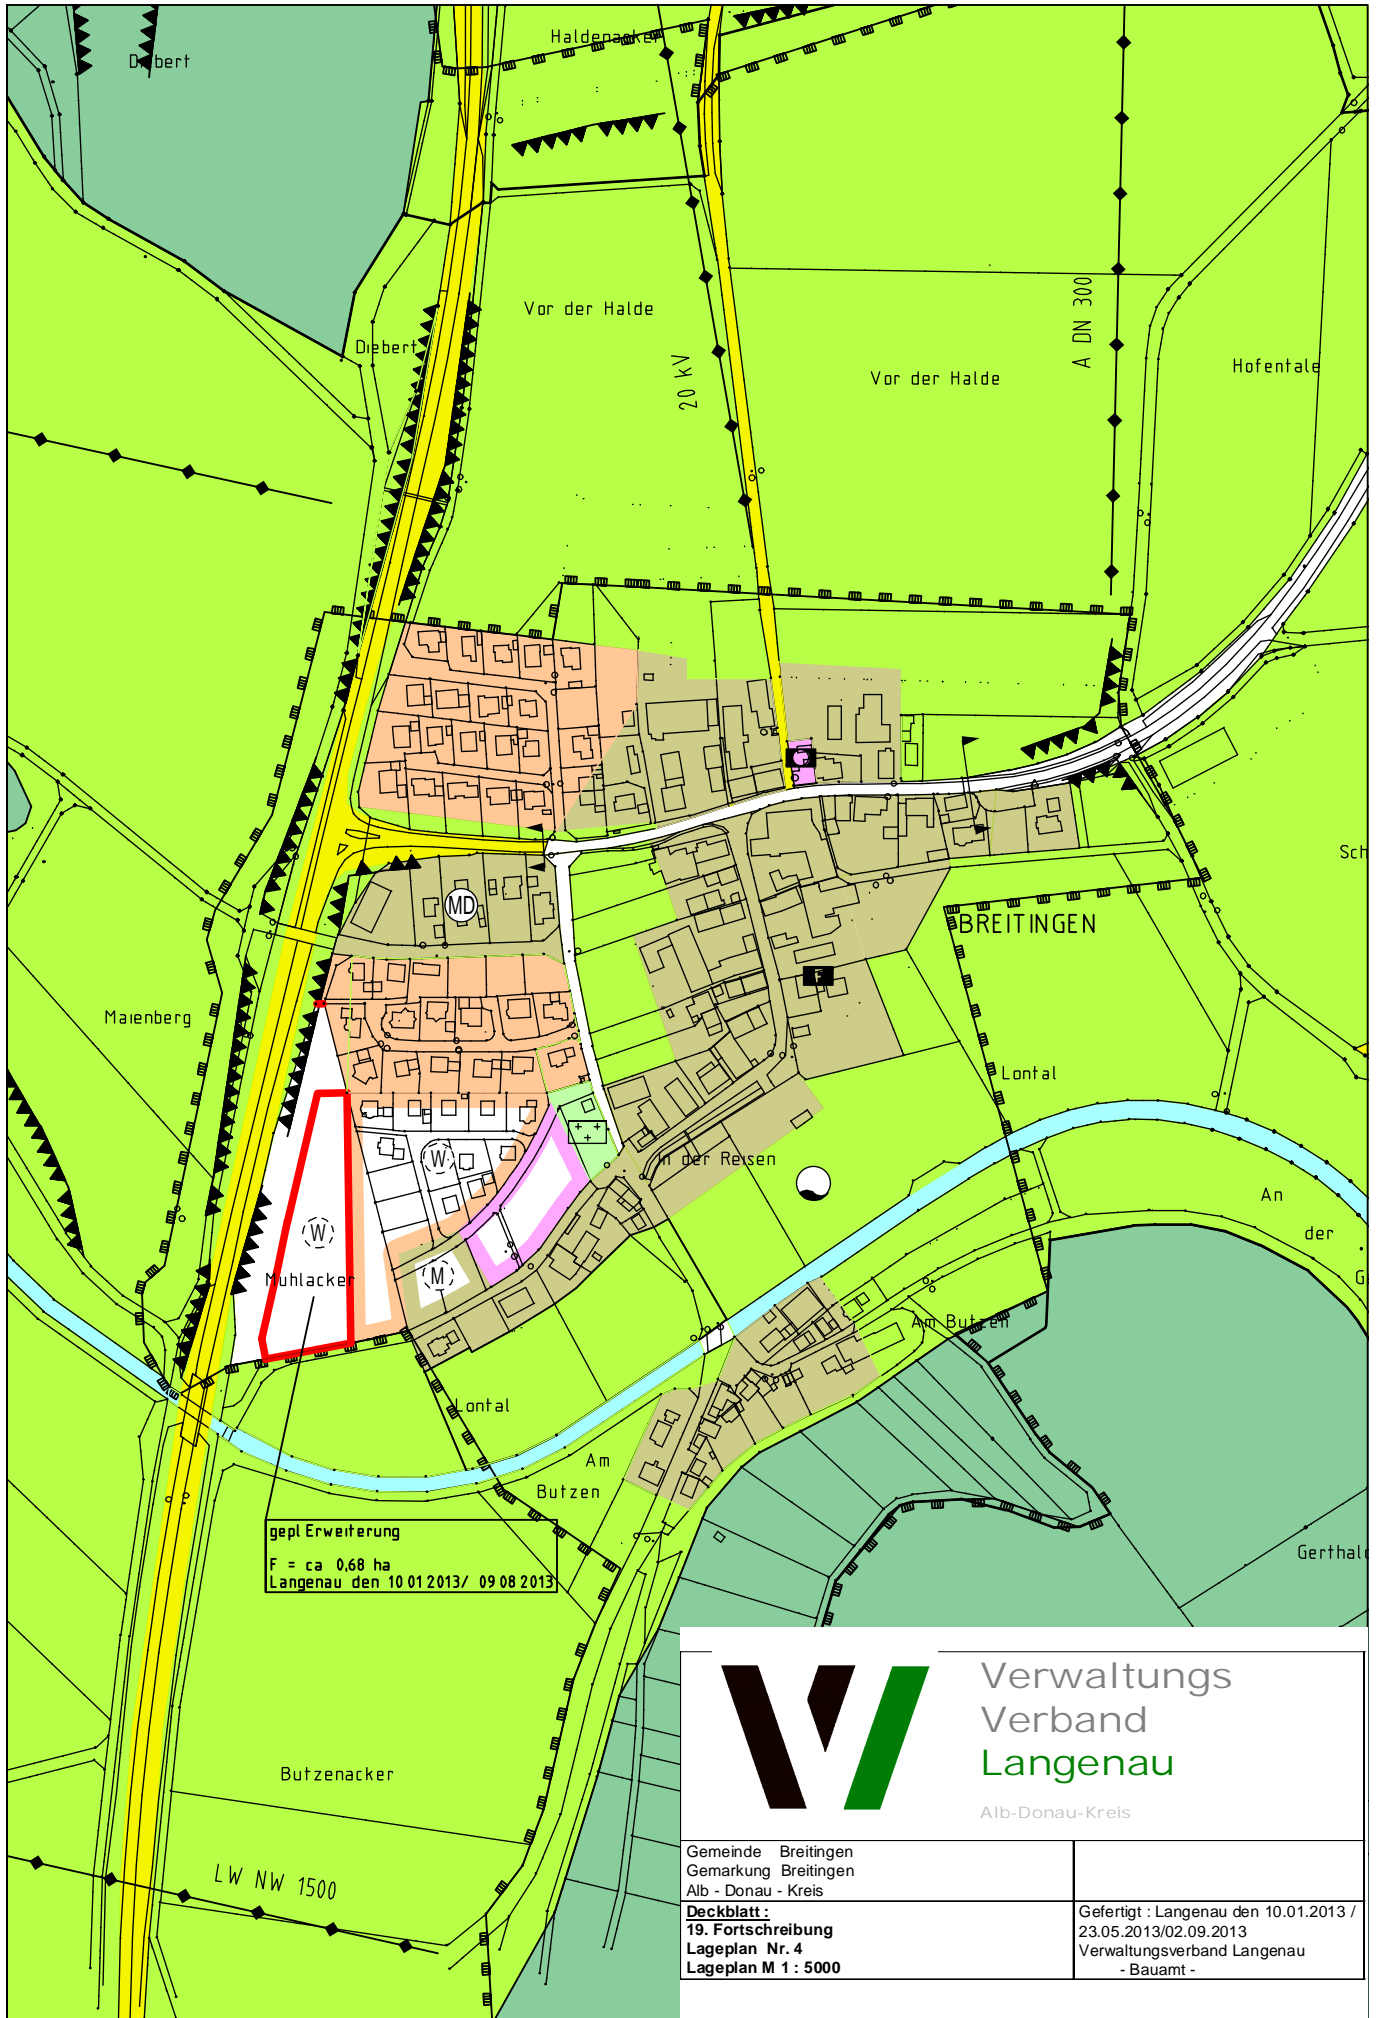 Haldenacker
Diebert
Vor der Halde
A DN 300
Diebert
20 kV
Vor der Halde
Hofentale
Sch
MD
BREITINGEN
F
Maienberg
Lontal
W
In der Reisen
An
der
W
M
Muhlacker
G
Am Butzen
Lontal
Am
Butzen
gepl Erweiterung
F = ca 0,68 ha
Langenau den 10 01 2013/ 09 08 2013
Gerthald
Butzenacker
LW NW 1500
Verwaltungs
Verband
Langenau
Alb-Donau-Kreis
Gemeinde Breitingen
Gemarkung Breitingen
Alb - Donau - Kreis
Deckblatt :
19. Fortschreibung
Lageplan Nr. 4
Lageplan M 1 : 5000
Gefertigt : Langenau den 10.01.2013 /
23.05.2013/02.09.2013
Verwaltungsverband Langenau
- Bauamt -